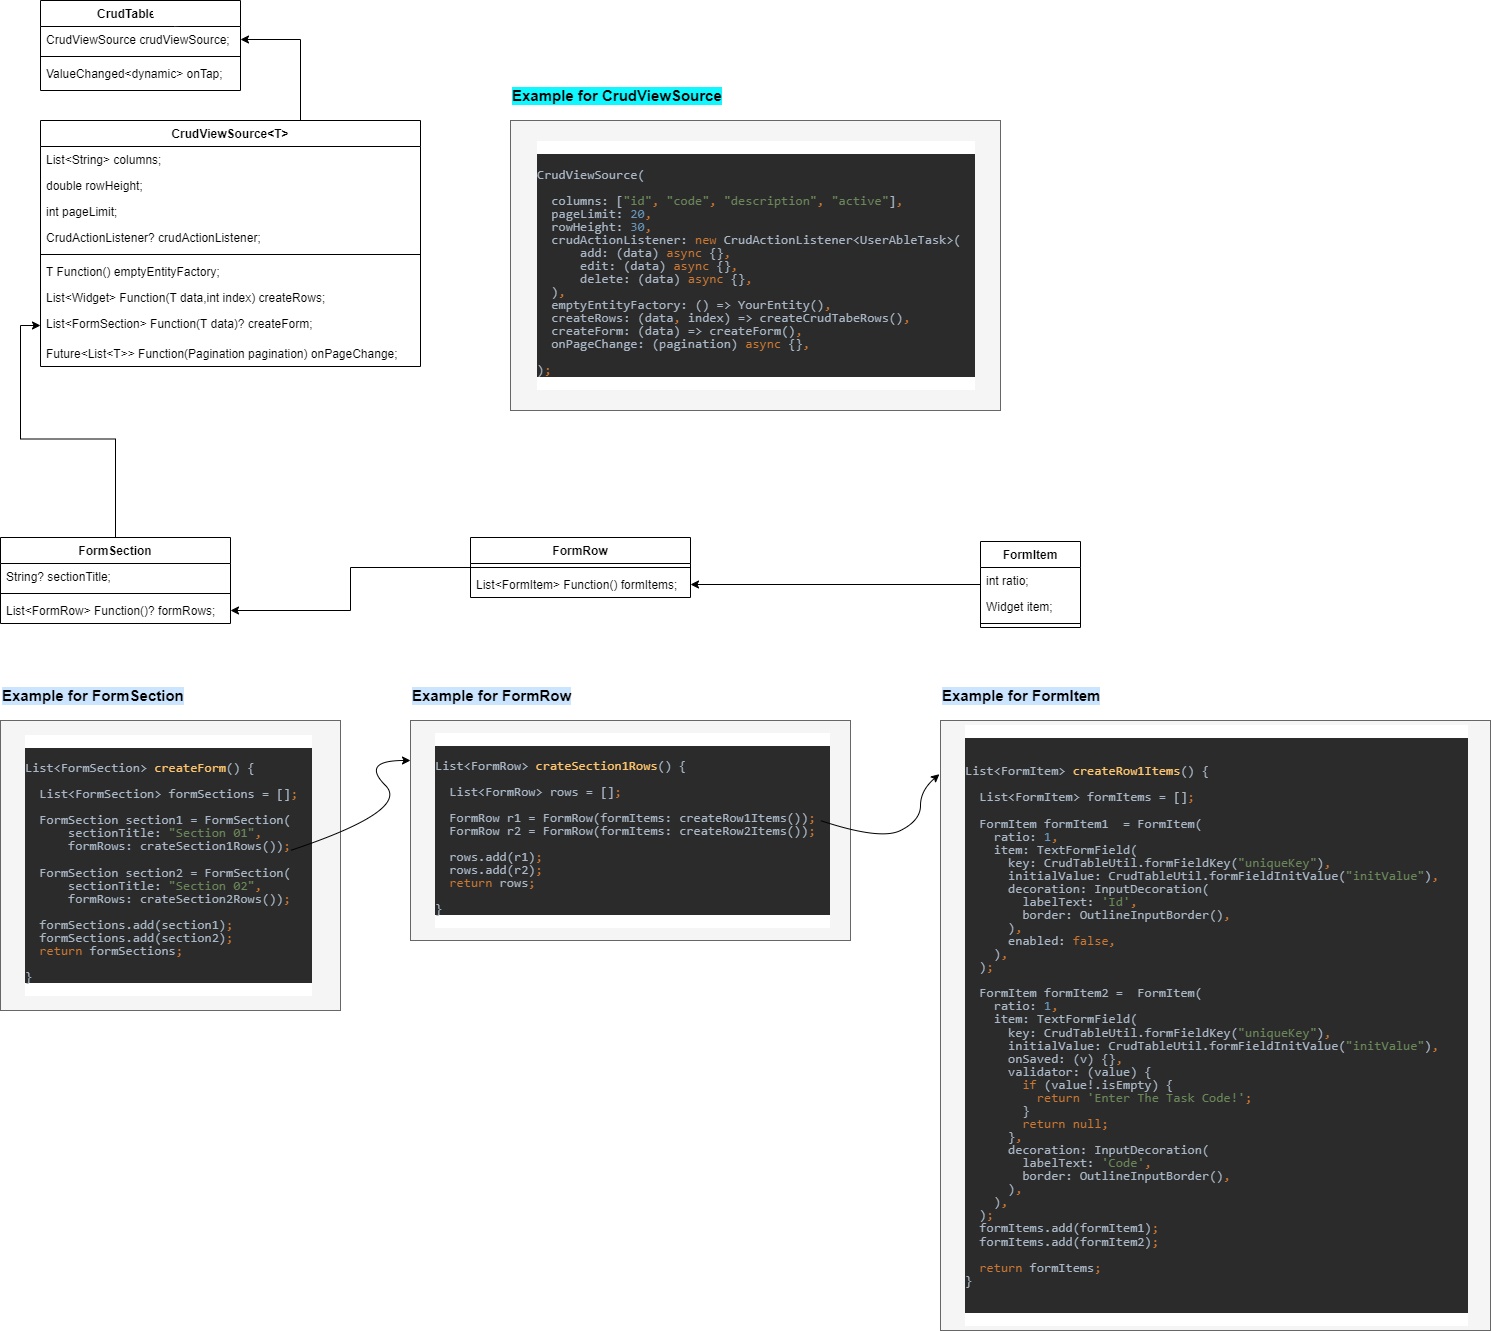 CrudTable
CrudViewSource crudViewSource;
ValueChanged<dynamic> onTap;
CrudViewSource<T>
List<String> columns;
double rowHeight;
int pageLimit;
CrudActionListener? crudActionListener;
T Function() emptyEntityFactory;
List<Widget> Function(T data,int index) createRows;
List<FormSection> Function(T data)? createForm;
Future<List<T>> Function(Pagination pagination) onPageChange;
Example for CrudViewSource
CrudViewSource(
columns: ["id", "code", "description", "active"],
pageLimit: 20,
rowHeight: 30,
crudActionListener: new CrudActionListener<UserAbleTask>(
add: (data) async {},
edit: (data) async {},
delete: (data) async {},
),
emptyEntityFactory: () => YourEntity(),
createRows: (data, index) => createCrudTabeRows(),
createForm: (data) => createForm(),
onPageChange: (pagination) async {},
);
FormSection
String? sectionTitle;
List<FormRow> Function()? formRows;
FormRow
List<FormItem> Function() formItems;
FormItem
int ratio;
Widget item;
Example for FormSection
List<FormSection> createForm() {
List<FormSection> formSections = [];
FormSection section1 = FormSection(
sectionTitle: "Section 01",
formRows: crateSection1Rows());
FormSection section2 = FormSection(
sectionTitle: "Section 02",
formRows: crateSection2Rows());
formSections.add(section1);
formSections.add(section2);
return formSections;
}
Example for FormRow
List<FormRow> crateSection1Rows() {
List<FormRow> rows = [];
FormRow r1 = FormRow(formItems: createRow1Items());
FormRow r2 = FormRow(formItems: createRow2Items());
rows.add(r1);
rows.add(r2);
return rows;
}
Example for FormItem
List<FormItem> createRow1Items() {
List<FormItem> formItems = [];
FormItem formItem1  = FormItem(
ratio: 1,
item: TextFormField(
key: CrudTableUtil.formFieldKey("uniqueKey"),
initialValue: CrudTableUtil.formFieldInitValue("initValue"),
decoration: InputDecoration(
labelText: 'Id',
border: OutlineInputBorder(),
),
enabled: false,
),
);
FormItem formItem2 =  FormItem(
ratio: 1,
item: TextFormField(
key: CrudTableUtil.formFieldKey("uniqueKey"),
initialValue: CrudTableUtil.formFieldInitValue("initValue"),
onSaved: (v) {},
validator: (value) {
if (value!.isEmpty) {
return 'Enter The Task Code!';
}
return null;
},
decoration: InputDecoration(
labelText: 'Code',
border: OutlineInputBorder(),
),
),
);
formItems.add(formItem1);
formItems.add(formItem2);
return formItems;
}